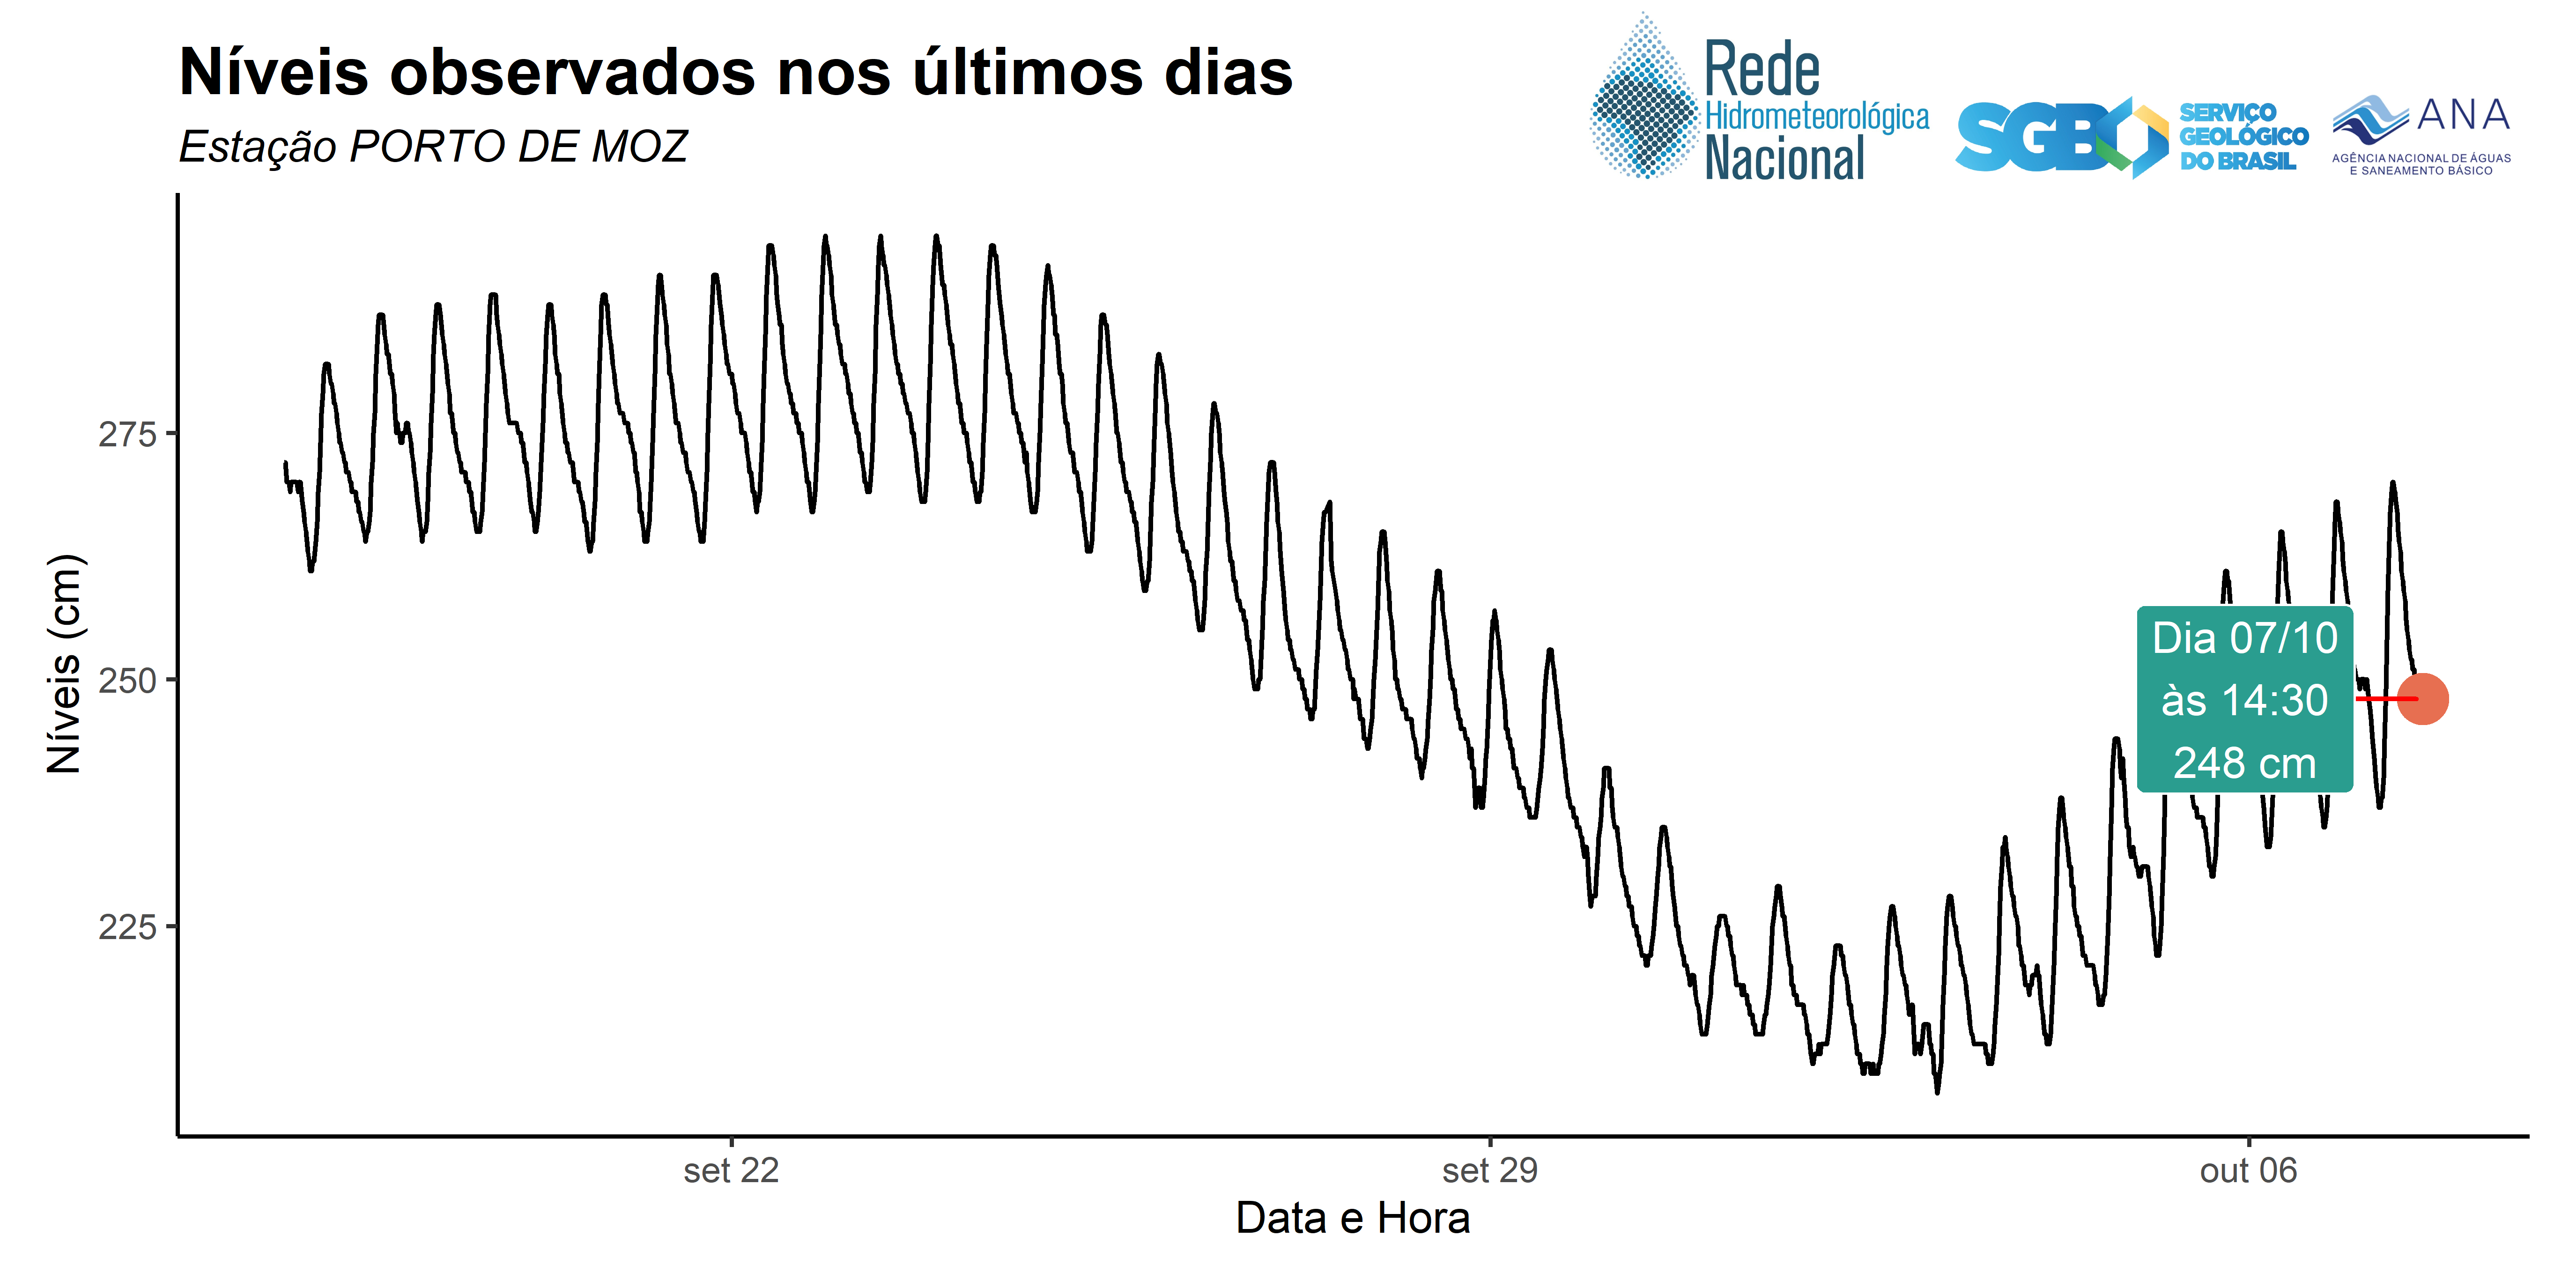 Níveis observados nos últimos dias
Estação PORTO DE MOZ
Rede
Hidrometeorológica
Nacional
SGB
SERVIÇO
GEOLÓGICO
DO BRASIL
ANA
AGÊNCIA NACIONAL DE ÁGUAS
E SANEAMENTO BÁSICO
Níveis (cm)
275
250
225
Dia 07/10
às 14:30
248 cm
set 22
set 29
out 06
Data e Hora